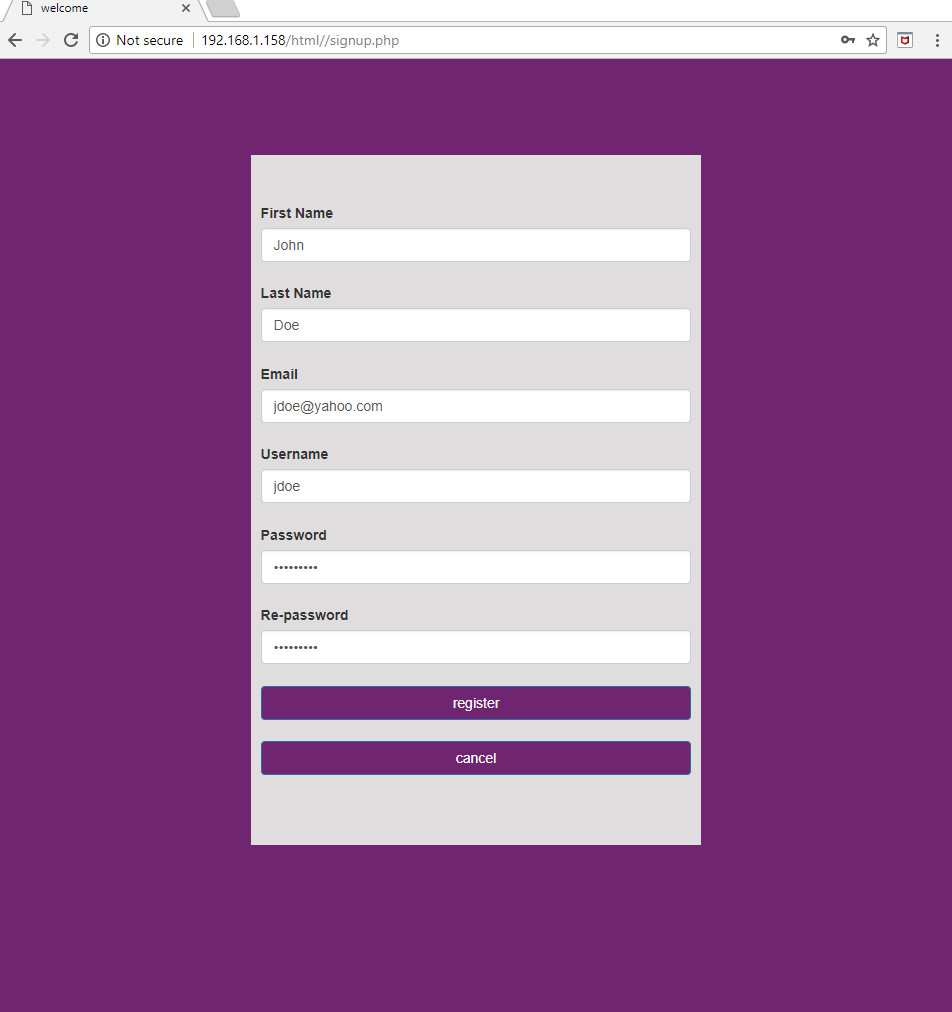 welcome
Not secure 192.168.1.158/html//signup.php
First Name
John
Last Name
Doe
Email
jdoe@yahoo.com
Username
jdoe
Password
•••••••••
Re-password
•••••••••
register
cancel